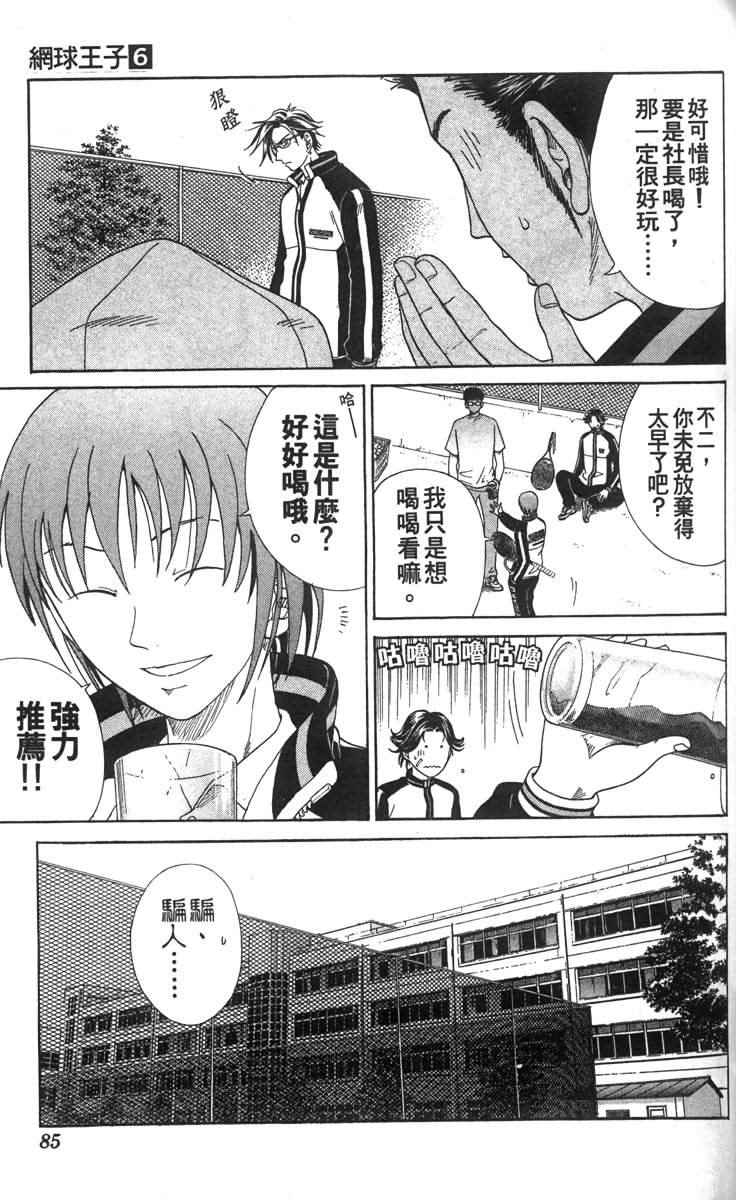 網球王子6
好可惜哦！
要是社長喝了，
那一定很好玩……
狠瞪
不二，
你未免放棄得
太早了吧？
我只是想
喝喝看嘛。
哈
這是什麼？
好好喝哦。
強力
推薦!!
咕嚕咕嚕咕嚕
騙、
騙人……
85